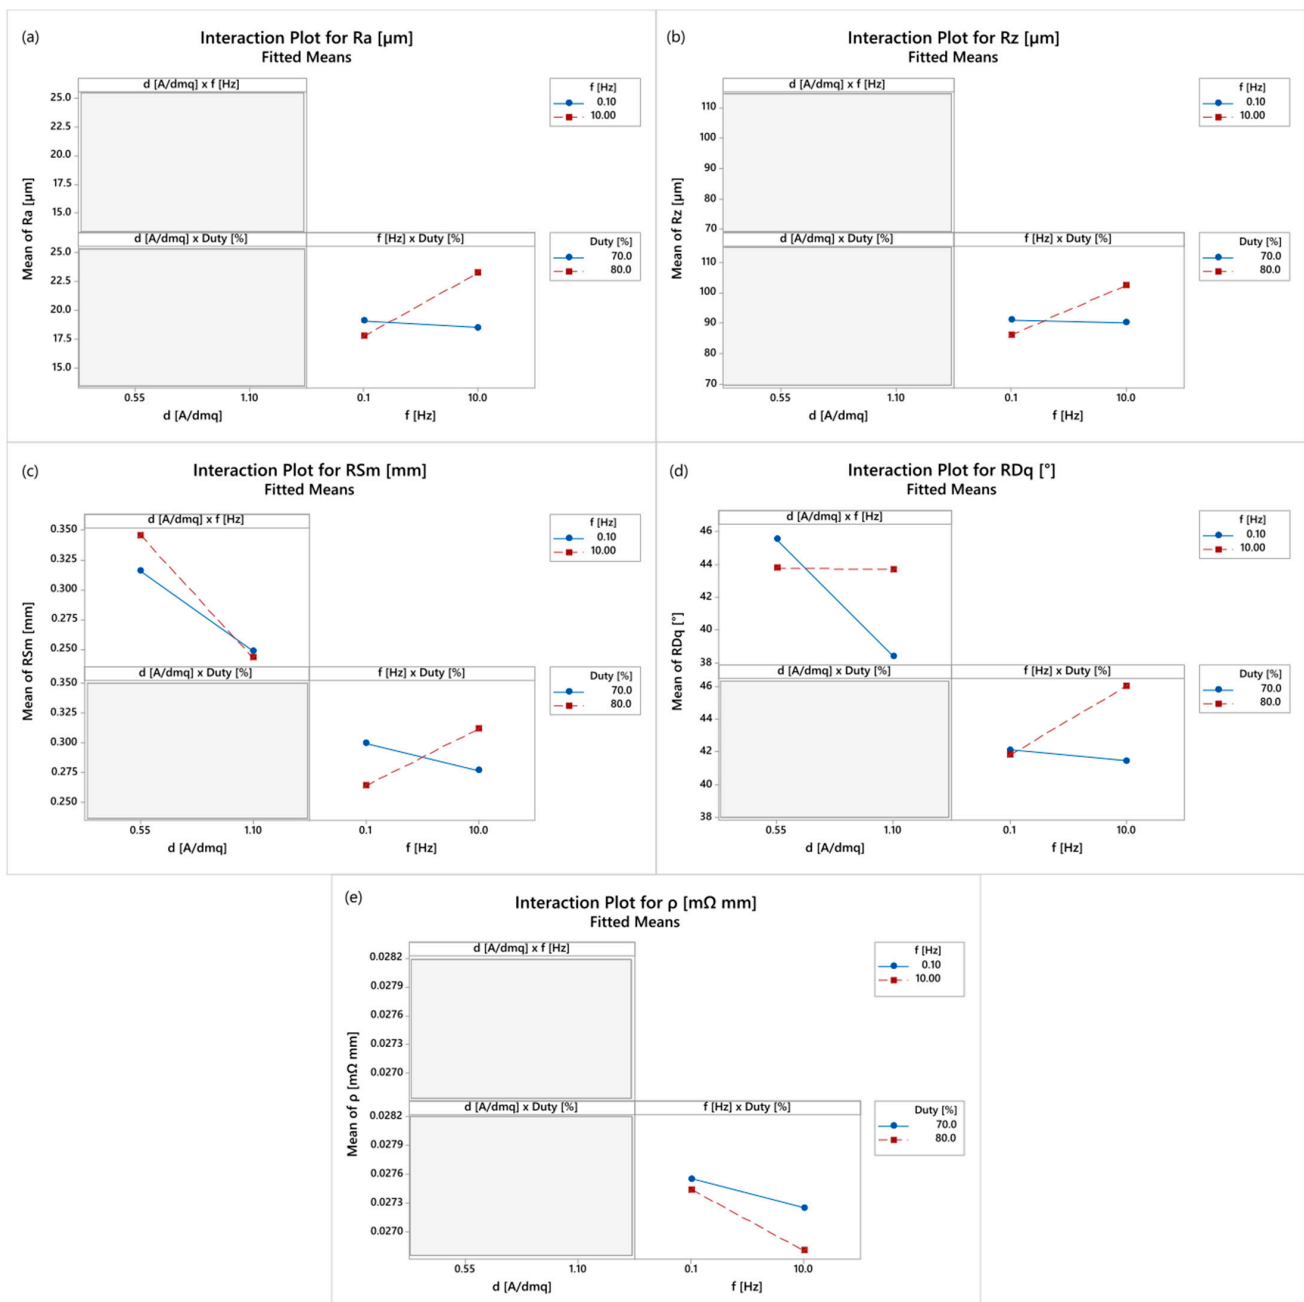 (a)
Interaction Plot for Ra [µm]
Fitted Means
d [A/dmq] x f [Hz]
f [Hz]
0.10
10.00
25.0
22.5
20.0
17.5
15.0
Mean of Ra [µm]
d [A/dmq] x Duty [%]
f [Hz] x Duty [%]
Duty [%]
70.0
80.0
25.0
22.5
20.0
17.5
15.0
0.55
1.10
0.1
10.0
d [A/dmq]
f [Hz]
(b)
Interaction Plot for Rz [µm]
Fitted Means
d [A/dmq] x f [Hz]
f [Hz]
0.10
10.00
110
100
90
80
70
Mean of Rz [µm]
d [A/dmq] x Duty [%]
f [Hz] x Duty [%]
Duty [%]
70.0
80.0
110
100
90
80
70
0.55
1.10
0.1
10.0
d [A/dmq]
f [Hz]
(c)
Interaction Plot for RSm [mm]
Fitted Means
d [A/dmq] x f [Hz]
f [Hz]
0.10
10.00
0.350
0.325
0.300
0.275
0.250
Mean of RSm [mm]
d [A/dmq] x Duty [%]
f [Hz] x Duty [%]
Duty [%]
70.0
80.0
0.350
0.325
0.300
0.275
0.250
0.55
1.10
0.1
10.0
d [A/dmq]
f [Hz]
(d)
Interaction Plot for RDq [°]
Fitted Means
d [A/dmq] x f [Hz]
f [Hz]
0.10
10.00
46
44
42
40
38
Mean of RDq [°]
d [A/dmq] x Duty [%]
f [Hz] x Duty [%]
Duty [%]
70.0
80.0
46
44
42
40
38
0.55
1.10
0.1
10.0
d [A/dmq]
f [Hz]
(e)
Interaction Plot for ρ [mΩ mm]
Fitted Means
d [A/dmq] x f [Hz]
f [Hz]
0.10
10.00
0.0282
0.0279
0.0276
0.0273
0.0270
Mean of ρ [mΩ mm]
d [A/dmq] x Duty [%]
f [Hz] x Duty [%]
Duty [%]
70.0
80.0
0.0282
0.0279
0.0276
0.0273
0.0270
0.55
1.10
0.1
10.0
d [A/dmq]
f [Hz]